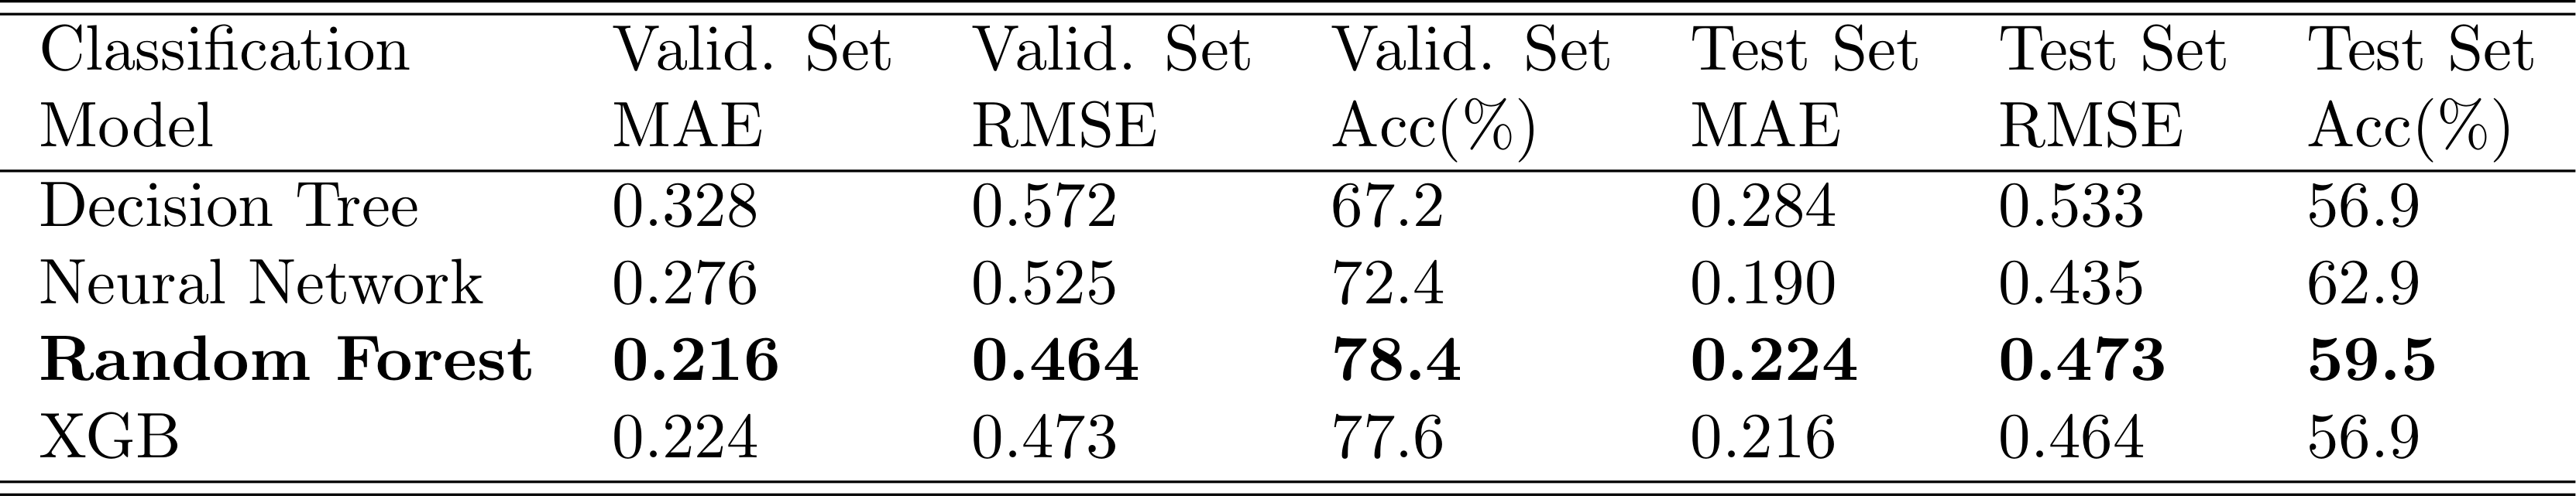 Classification Valid. Set Valid. Set Valid. Set Test Set Test Set Test Set
Model MAE RMSE Acc(%) MAE RMSE Acc(%)
Decision Tree 0.328 0.572 67.2 0.284 0.533 56.9
Neural Network 0.276 0.525 72.4 0.190 0.435 62.9
Random Forest 0.216 0.464 78.4 0.224 0.473 59.5
XGB 0.224 0.473 77.6 0.216 0.464 56.9